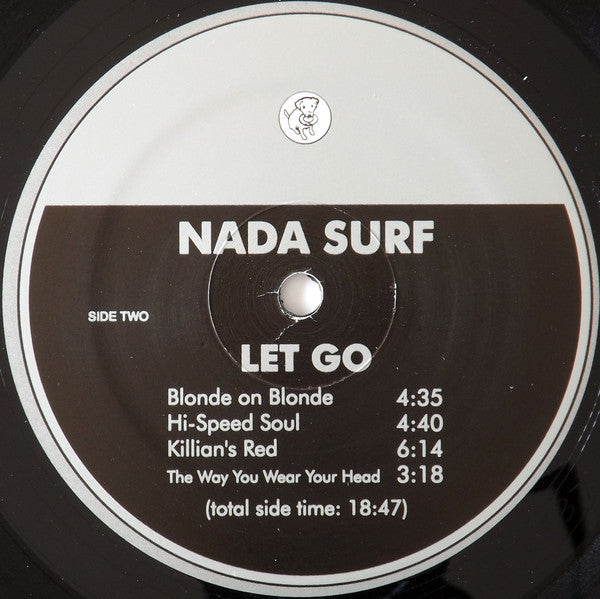 NADA SURF
SIDE TWO
LET GO
Blonde on Blonde 4:35
Hi-Speed Soul 4:40
Killian's Red 6:14
The Way You Wear Your Head 3:18
(total side time: 18:47)